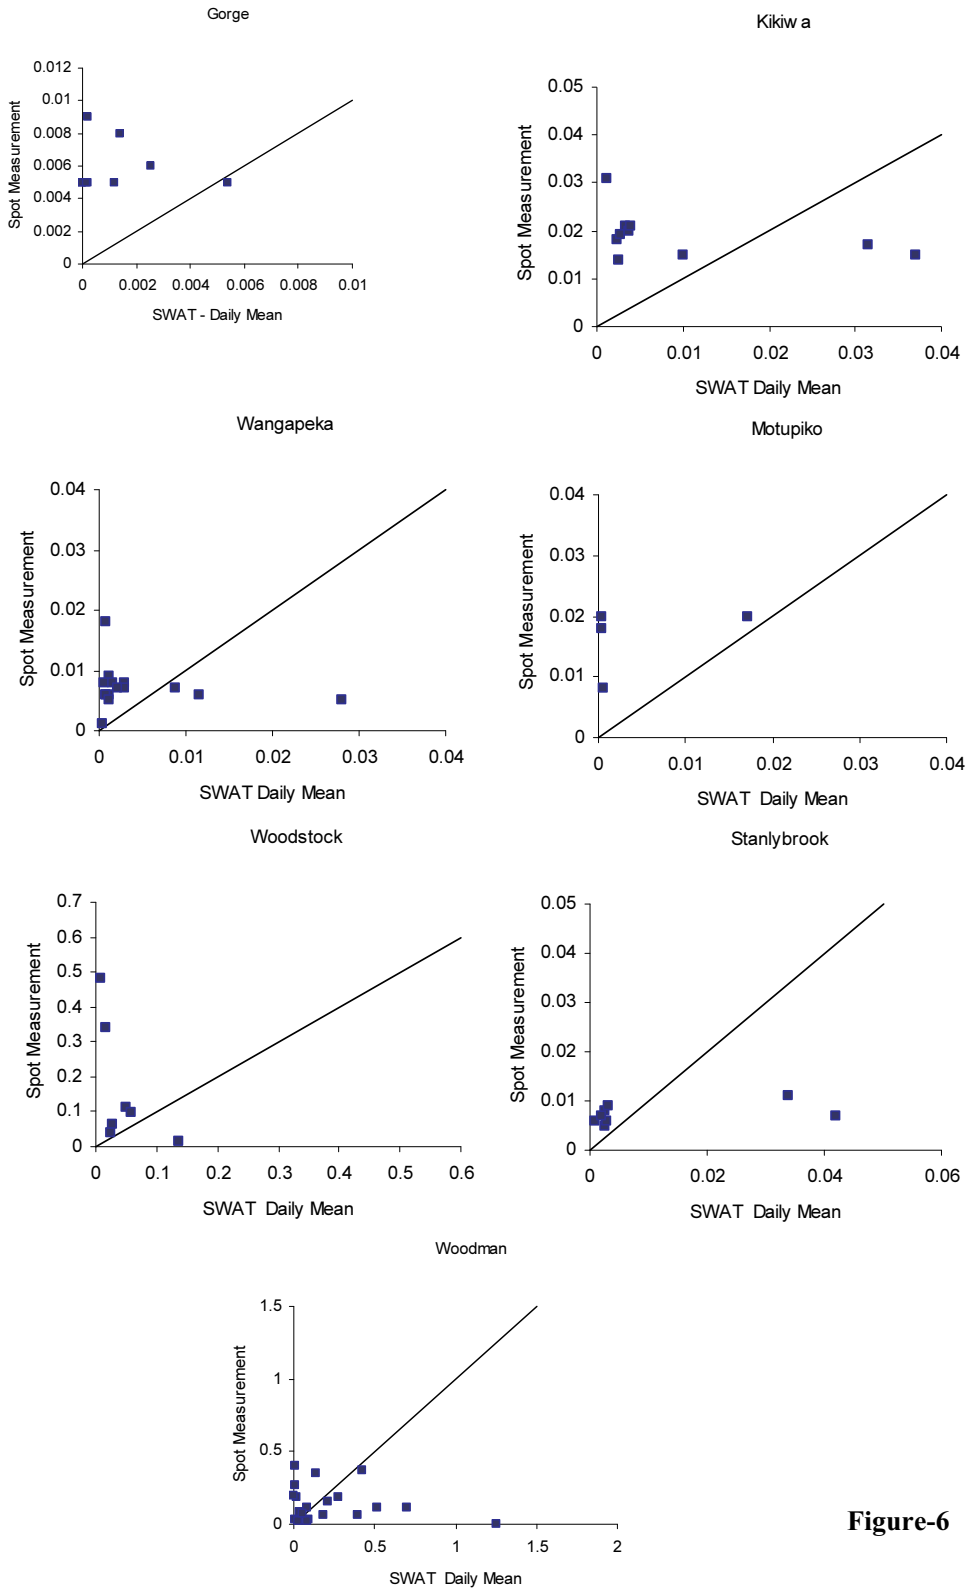 Gorge
0.012
0.01
0.008
0.006
0.004
0.002
0
Spot Measurement
0 0.002 0.004 0.006 0.008 0.01
SWAT - Daily Mean
Kikiw a
0.05
0.04
0.03
0.02
0.01
0
Spot Measurement
0 0.01 0.02 0.03 0.04
SWAT Daily Mean
Wangapeka
0.04
0.03
0.02
0.01
0
Spot Measurement
0 0.01 0.02 0.03 0.04
SWAT Daily Mean
Motupiko
0.04
0.03
0.02
0.01
0
Spot Measurement
0 0.01 0.02 0.03 0.04
SWAT Daily Mean
Woodstock
0.7
0.6
0.5
0.4
0.3
0.2
0.1
0
Spot Measurement
0 0.1 0.2 0.3 0.4 0.5 0.6
SWAT Daily Mean
Stanlybrook
0.05
0.04
0.03
0.02
0.01
0
Spot Measurement
0 0.02 0.04 0.06
SWAT Daily Mean
Woodman
1.5
1
0.5
0
Spot Measurement
0 0.5 1 1.5 2
SWAT Daily Mean
Figure-6